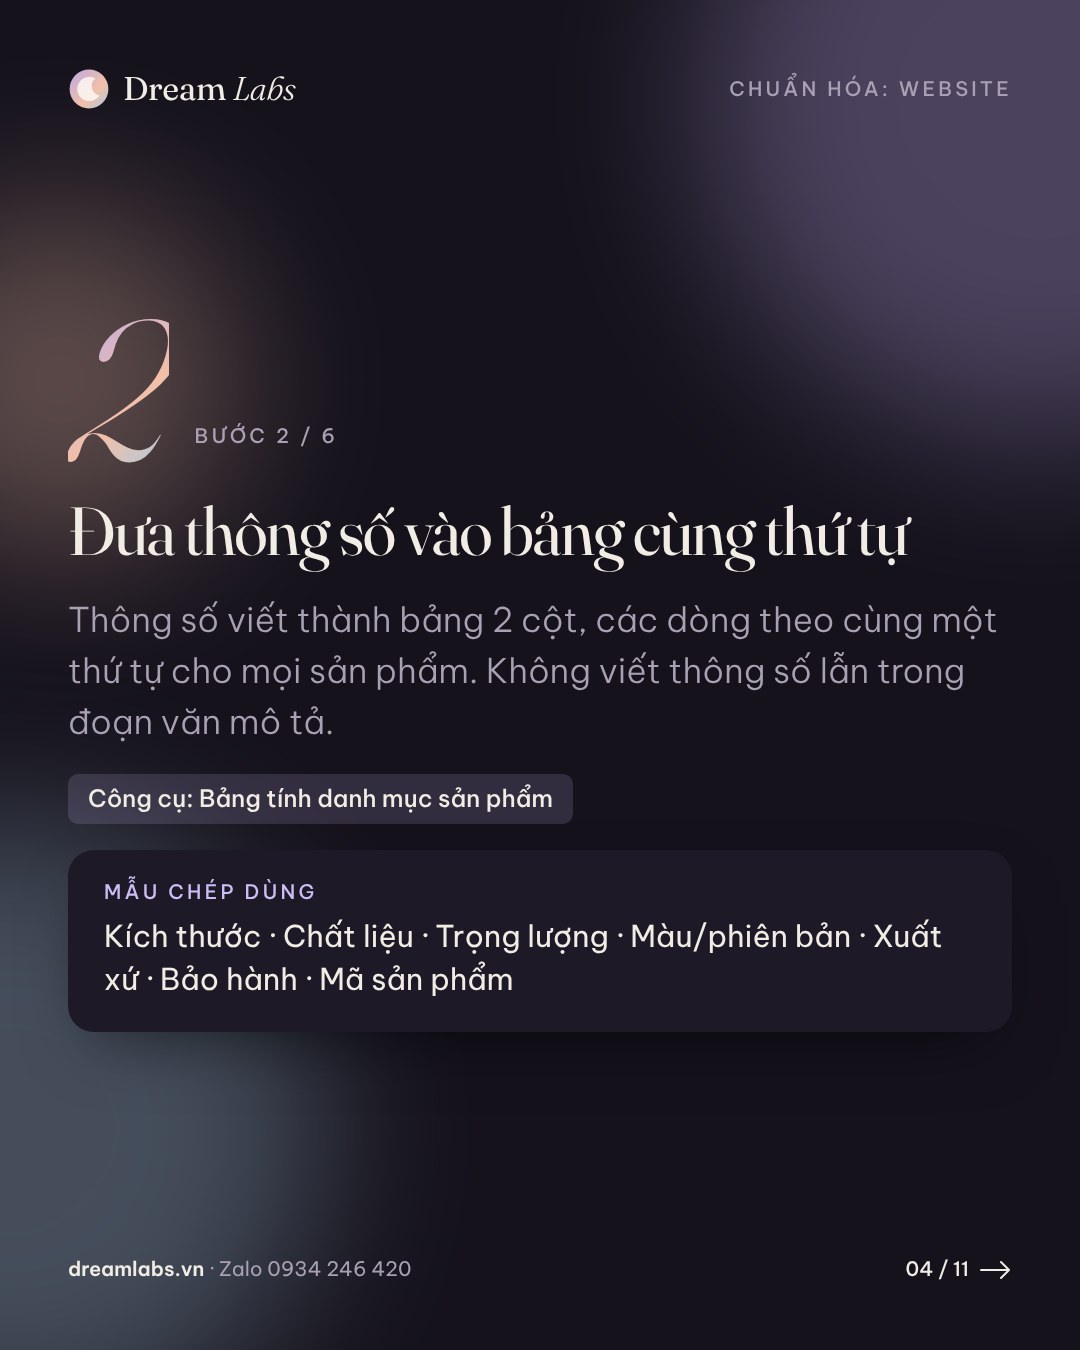 Dream Labs
CHUẨN HÓA: WEBSITE
2
BƯỚC 2 / 6
Đưa thông số vào bảng cùng thứ tự
Thông số viết thành bảng 2 cột, các dòng theo cùng một
thứ tự cho mọi sản phẩm. Không viết thông số lẫn trong
đoạn văn mô tả.
Công cụ: Bảng tính danh mục sản phẩm
MẪU CHÉP DÙNG
Kích thước · Chất liệu · Trọng lượng · Màu/phiên bản · Xuất
xứ · Bảo hành · Mã sản phẩm
dreamlabs.vn · Zalo 0934 246 420
04 / 11 →